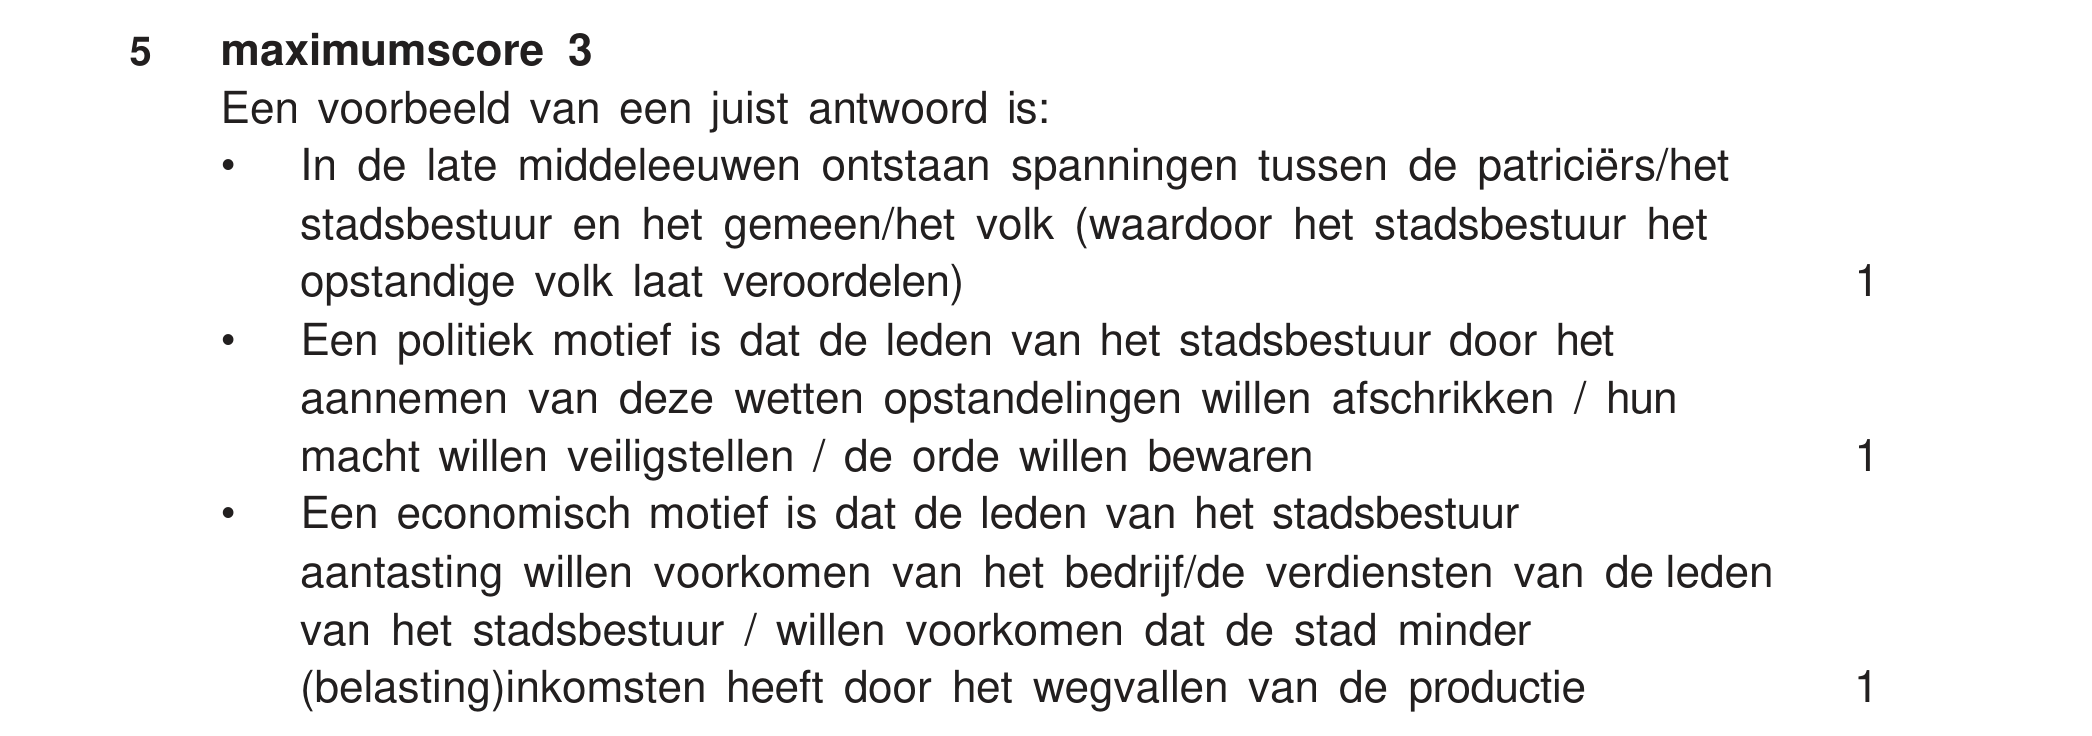 5 maximumscore 3
Een voorbeeld van een juist antwoord is:
• In de late middeleeuwen ontstaan spanningen tussen de patriciërs/het
stadsbestuur en het gemeen/het volk (waardoor het stadsbestuur het
opstandige volk laat veroordelen) 1
• Een politiek motief is dat de leden van het stadsbestuur door het
aannemen van deze wetten opstandelingen willen afschrikken / hun
macht willen veiligstellen / de orde willen bewaren 1
• Een economisch motief is dat de leden van het stadsbestuur
aantasting willen voorkomen van het bedrijf/de verdiensten van de leden
van het stadsbestuur / willen voorkomen dat de stad minder
(belasting)inkomsten heeft door het wegvallen van de productie 1